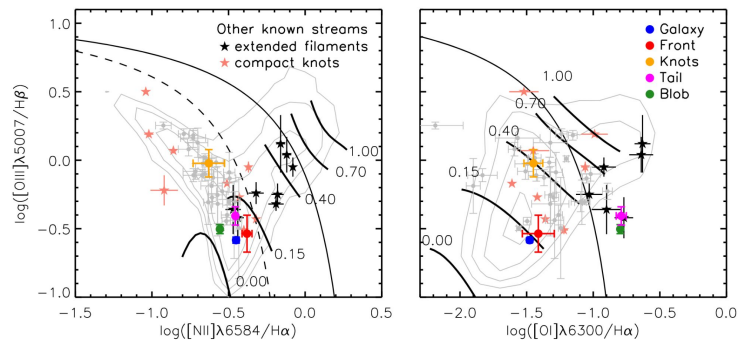 Other known streams
★ extended filaments
★ compact knots
1.00
0.70
0.40
0.15
0.00
1.0
0.5
0.0
−0.5
−1.0
log([OIII]λ5007/Hβ)
−1.5 −1.0 −0.5 0.0 0.5
log([NII]λ6584/Hα)
Galaxy
Front
Knots
Tail
Blob
1.00
0.70
0.40
0.15
0.00
−2.0 −1.5 −1.0 −0.5
log([OI]λ6300/Hα)